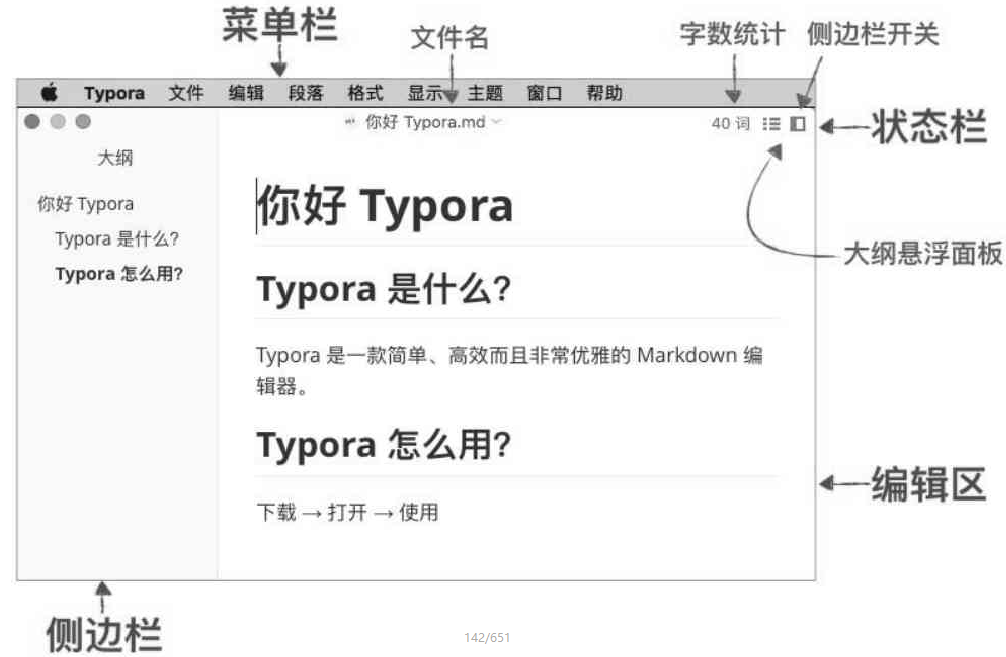 菜单栏
文件名
字数统计 侧边栏开关
Typora 文件 编辑 段落 格式 显示 主题 窗口 帮助
你好 Typora.md
40 词
状态栏
大纲
你好 Typora
Typora 是什么?
Typora 怎么用?
你好 Typora
大纲悬浮面板
Typora 是什么?
Typora 是一款简单、高效而且非常优雅的 Markdown 编
辑器。
Typora 怎么用?
编辑区
下载 → 打开 → 使用
侧边栏
142/651